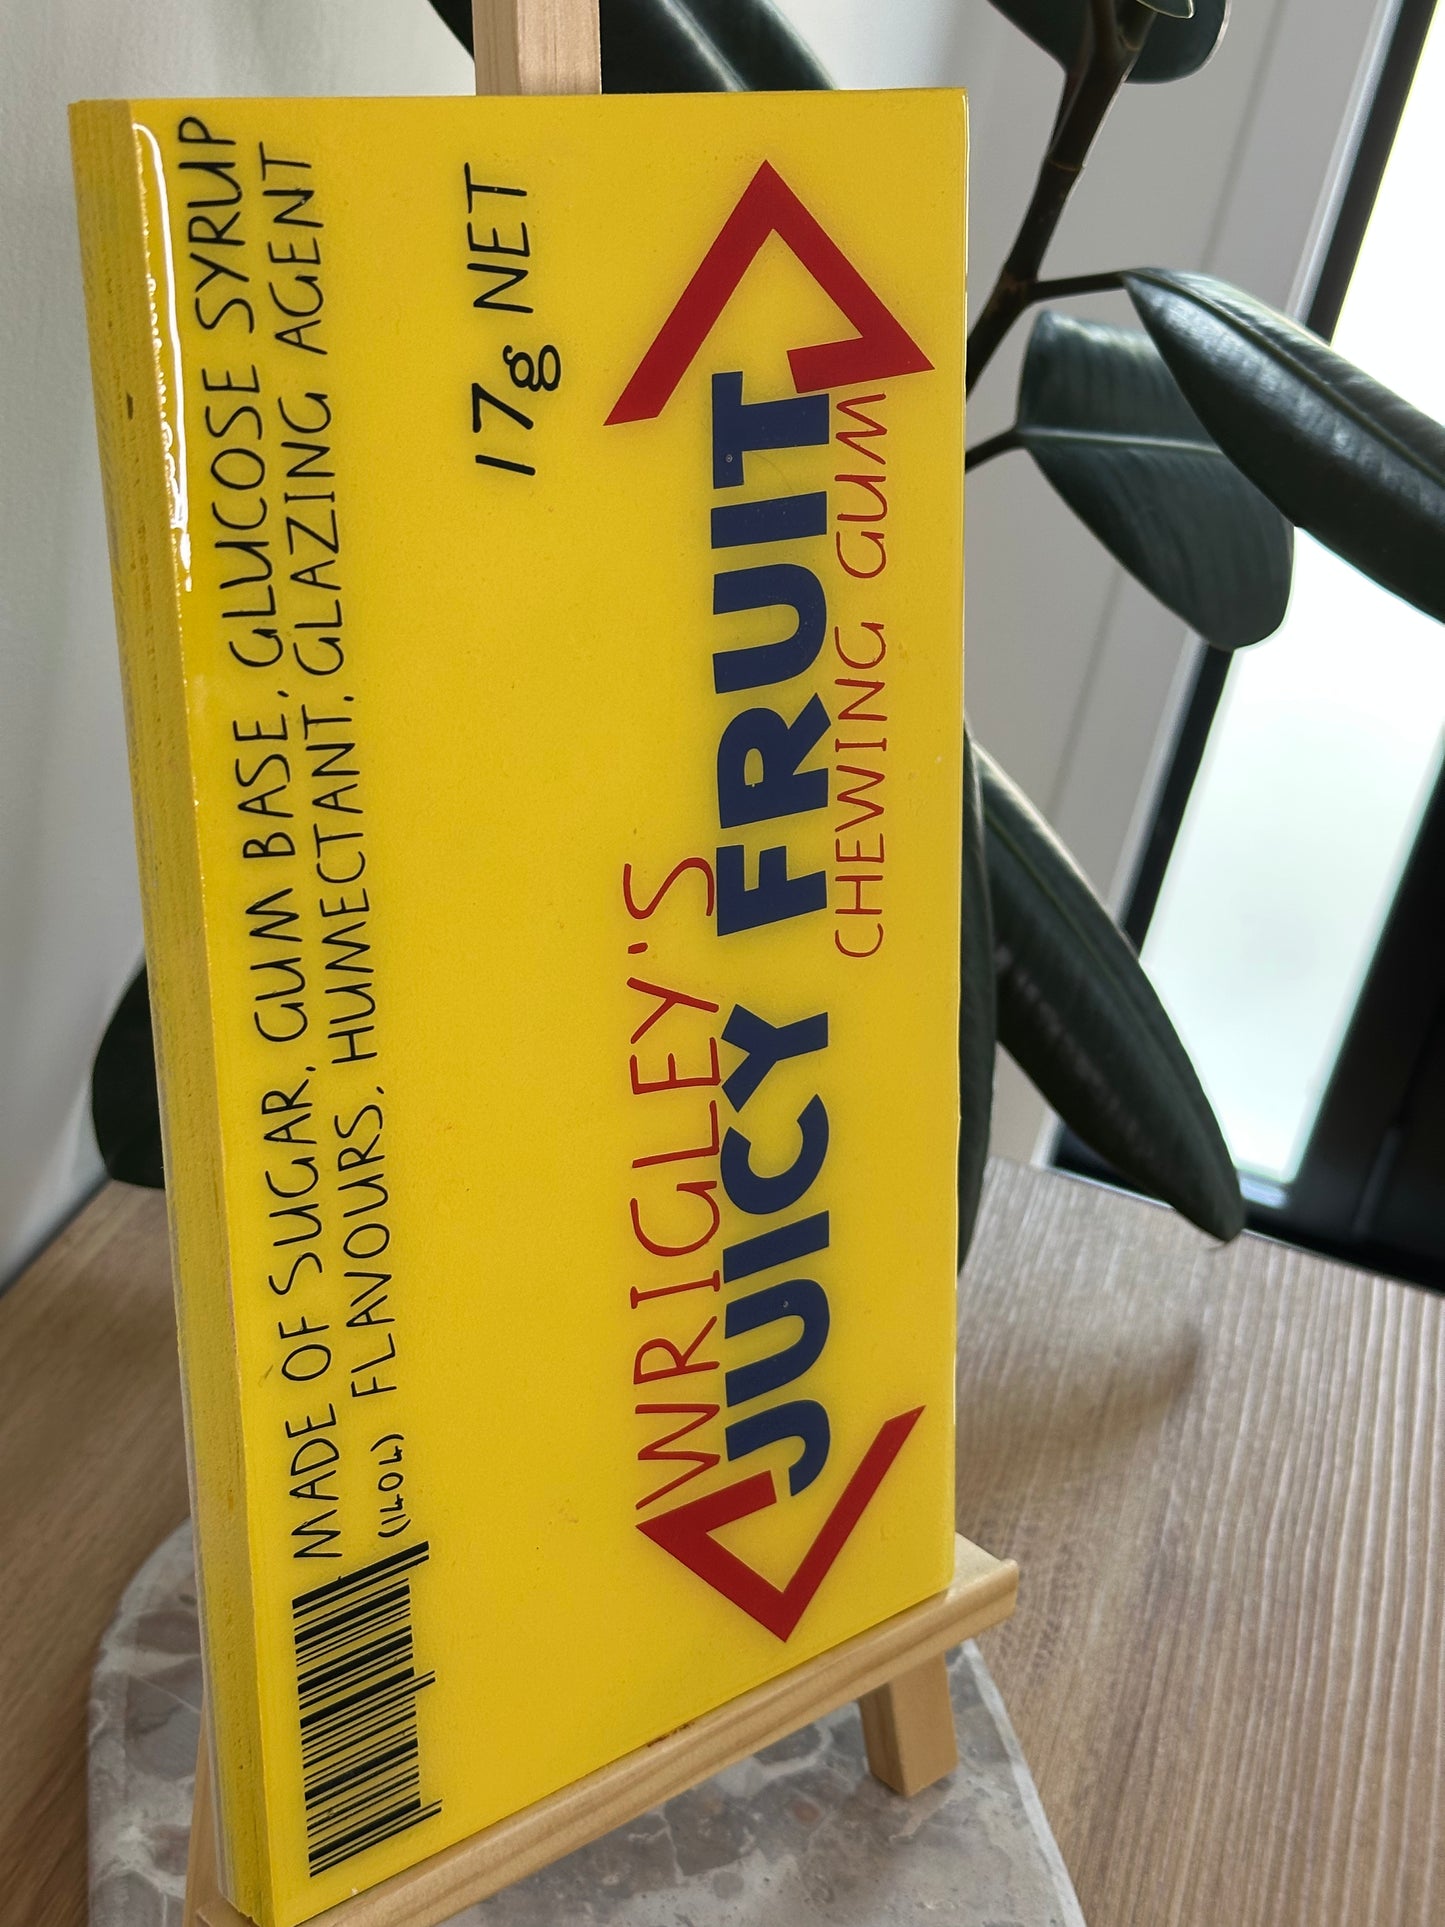 MADE OF SUGAR, GUM BASE, GLUCOSE SYRUP
FLAVOURS, HUMECTANT, GLAZING AGENT
(1404)
17g NET
WRIGLEY'S
JUICY FRUIT
CHEWING GUM